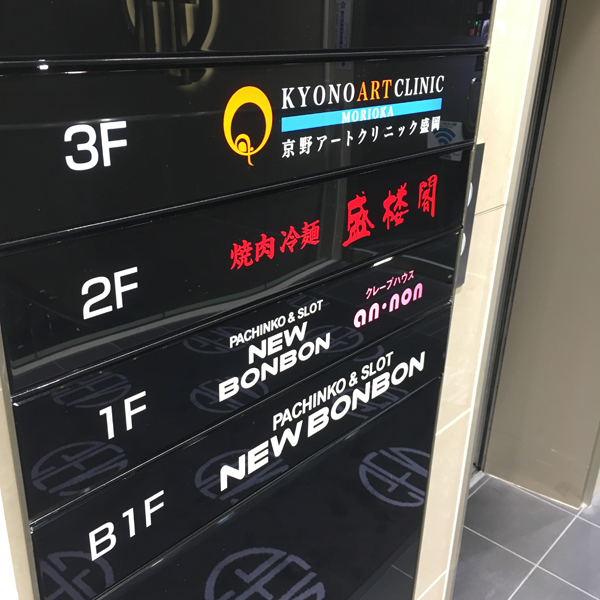 3F
KYONO ART CLINIC
MORIOKA
京野アートクリニック盛岡
2F
焼肉冷麺 盛楼閣
1F
PACHINKO & SLOT
NEW
BONBON
クレープハウス
an・non
B1F
PACHINKO & SLOT
NEW BONBON